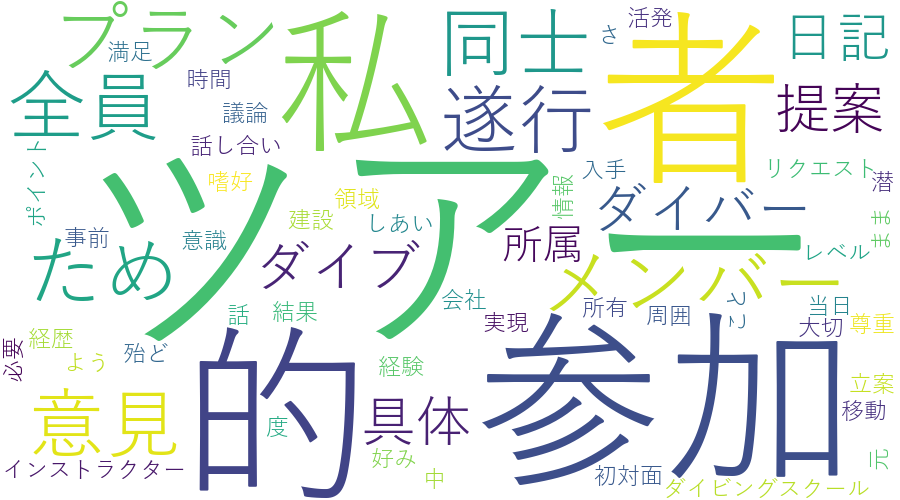 プラン
私
同士
者
日記
活発
さ
満足
全員
時間
遂行
提案
議論
話し合い
ツアー
ポイント
嗜好
領域
入手
リクエスト
潜
情報
ダイバー
建設
しあい
まま
ため
事前
意識
ダイブ
所属
レベル
メンバー
会社
所有
当日
話
結果
実現
周囲
大切
尊重
経歴
必要
よう
殆ど
的
参加
経験
立案
意見
具体
移動
度
インストラクター
好み
中
初対面
元
ダイビングスクール